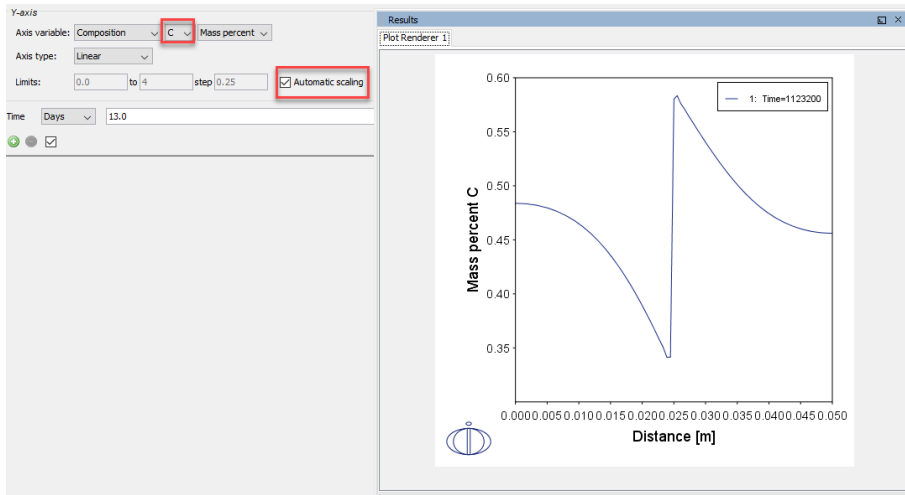 Y-axis
Axis variable: Composition C Mass percent
Axis type: Linear
Limits: 0.0 to 4 step 0.25 Automatic scaling
Time Days 13.0
Results
Plot Renderer 1
0.60
0.55
0.50
0.45
0.40
0.35
Mass percent C
1: Time=1123200
0.000 0.005 0.010 0.015 0.020 0.025 0.030 0.035 0.040 0.045 0.050
Distance [m]